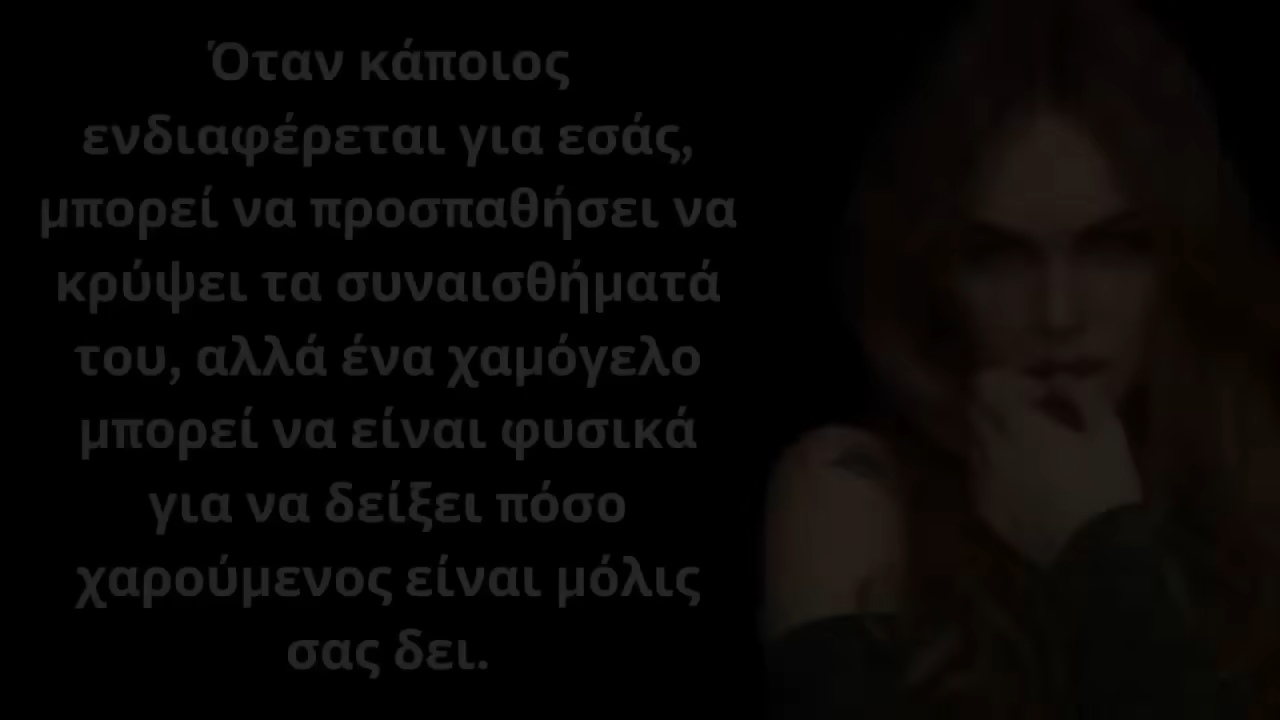 Όταν κάποιος
ενδιαφέρεται για εσάς,
μπορεί να προσπαθήσει να
κρύψει τα συναισθήματά
του, αλλά ένα χαμόγελο
μπορεί να είναι φυσικά
για να δείξει πόσο
χαρούμενος είναι μόλις
σας δει.